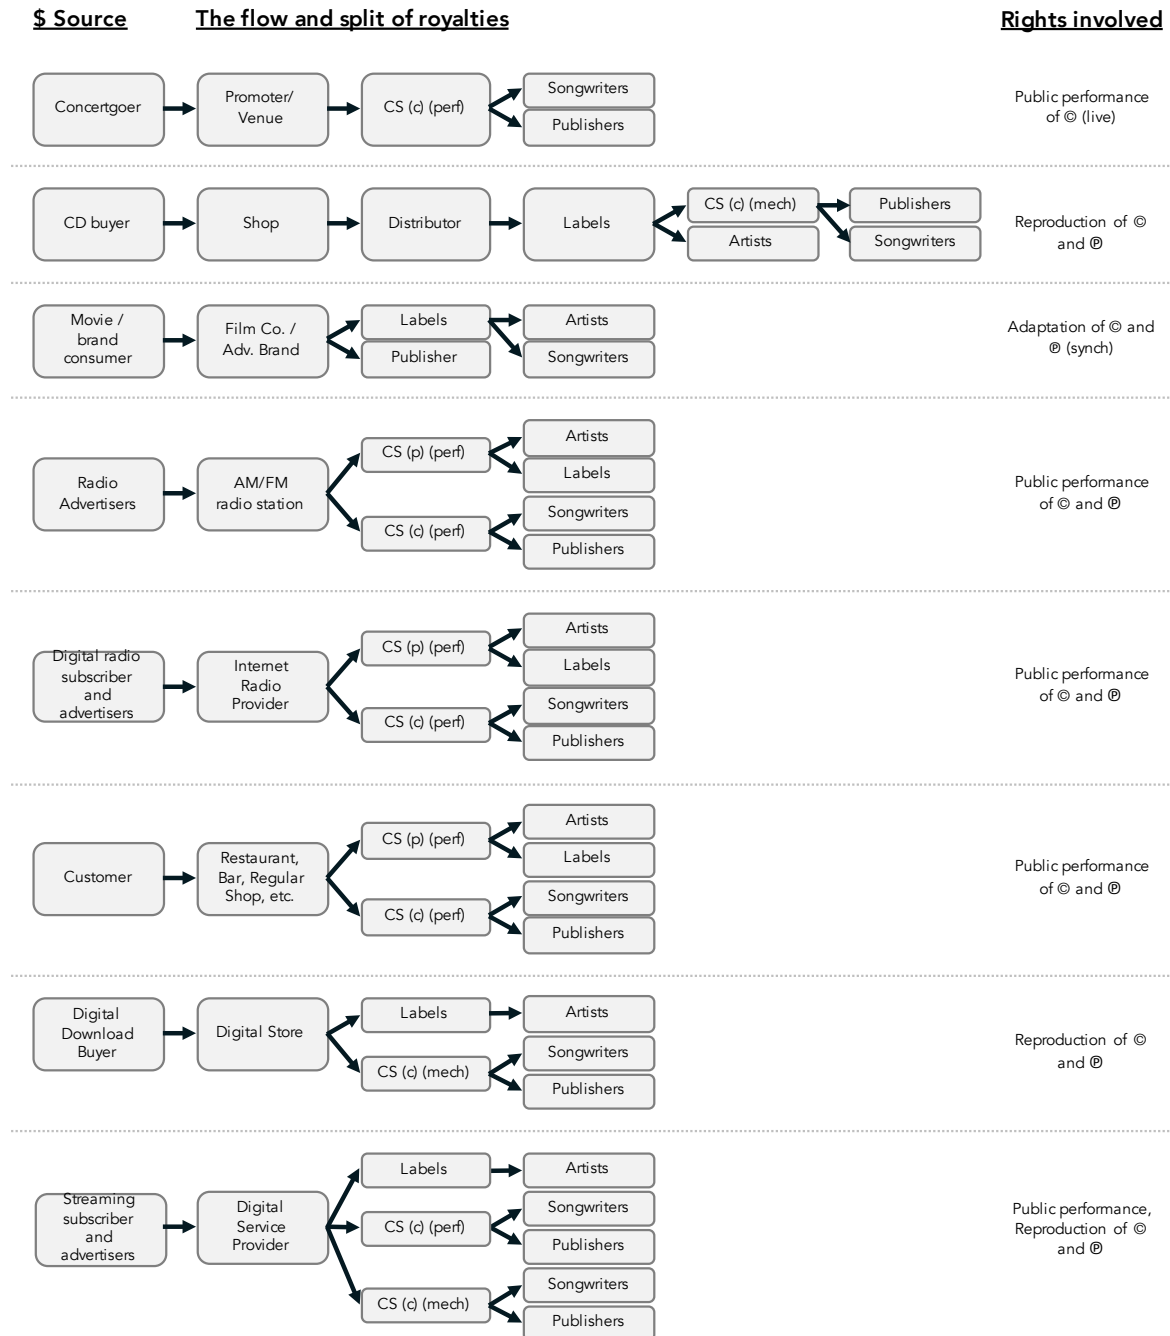 $ Source
The flow and split of royalties
Rights involved
Concertgoer
Promoter/
Venue
CS (c) (perf)
Songwriters
Publishers
Public performance
of © (live)
CD buyer
Shop
Distributor
Labels
CS (c) (mech)
Artists
Publishers
Songwriters
Reproduction of ©
and ℗
Movie /
brand
consumer
Film Co. /
Adv. Brand
Labels
Publisher
Artists
Songwriters
Adaptation of © and
℗ (synch)
Radio
Advertisers
AM/FM
radio station
CS (p) (perf)
CS (c) (perf)
Artists
Labels
Songwriters
Publishers
Public performance
of © and ℗
Digital radio
subscriber
and
advertisers
Internet
Radio
Provider
CS (p) (perf)
CS (c) (perf)
Artists
Labels
Songwriters
Publishers
Public performance
of © and ℗
Customer
Restaurant,
Bar, Regular
Shop, etc.
CS (p) (perf)
CS (c) (perf)
Artists
Labels
Songwriters
Publishers
Public performance
of © and ℗
Digital
Download
Buyer
Digital Store
Labels
CS (c) (mech)
Artists
Songwriters
Publishers
Reproduction of ©
and ℗
Streaming
subscriber
and
advertisers
Digital
Service
Provider
Labels
CS (c) (perf)
CS (c) (mech)
Artists
Songwriters
Publishers
Songwriters
Publishers
Public performance,
Reproduction of ©
and ℗